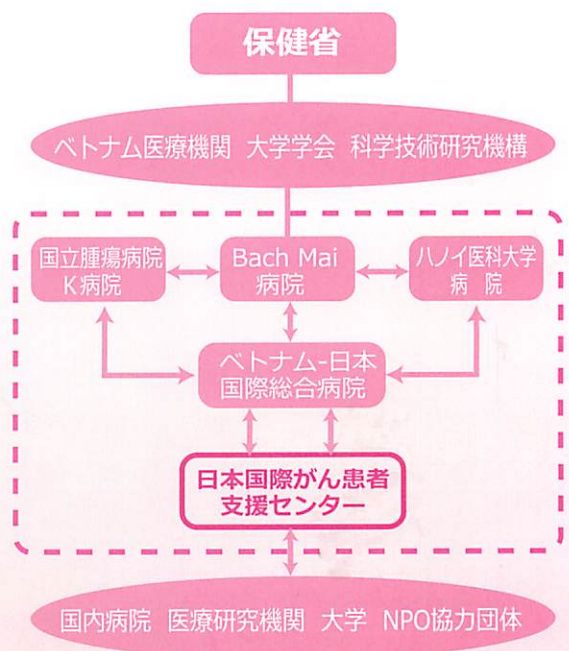 保健省
ベトナム医療機関 大学学会 科学技術研究機構
国立腫瘍病院
K病院
Bach Mai
病院
ハノイ医科大学
病 院
ベトナム-日本
国際総合病院
日本国際がん患者
支援センター
国内病院 医療研究機関 大学 NPO協力団体